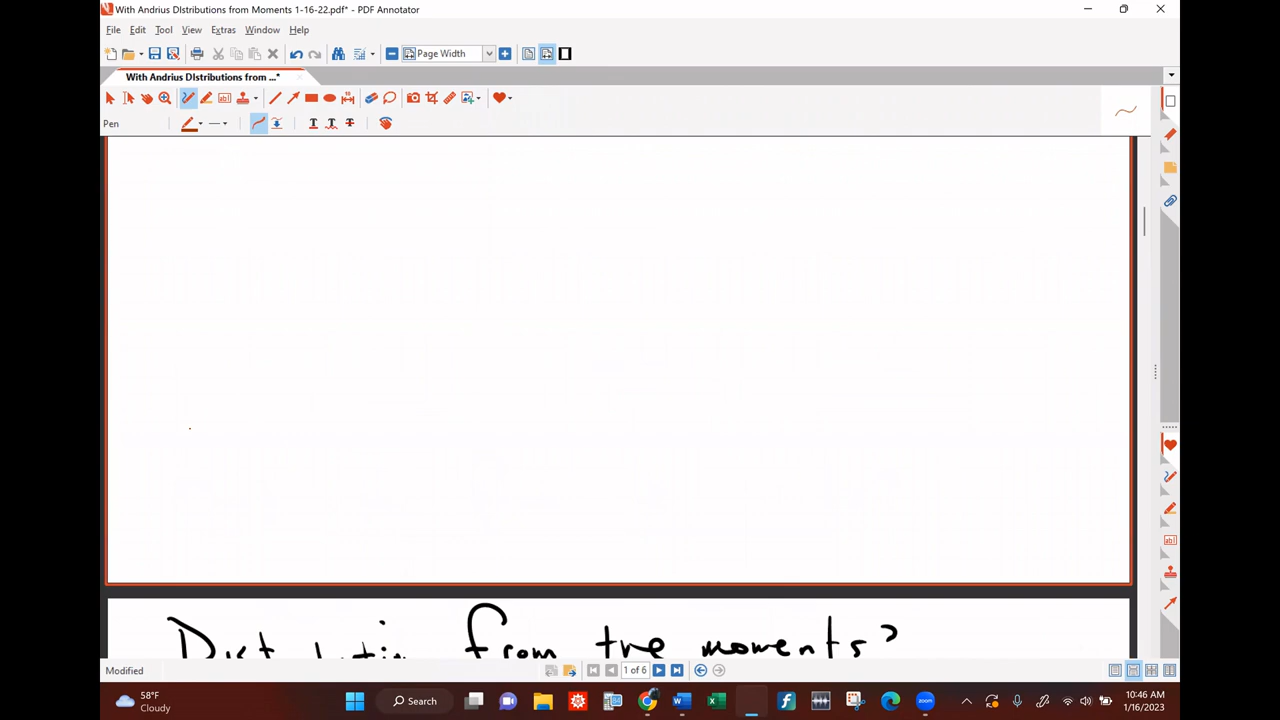 With Andrius DIstributions from Moments 1-16-22.pdf* - PDF Annotator
File Edit Tool View Extras Window Help
Page Width
With Andrius DIstributions from ...*
Pen
from the moments?
Modified
1 of 6
58°F
Cloudy
Search
zoom
10:46 AM
1/16/2023